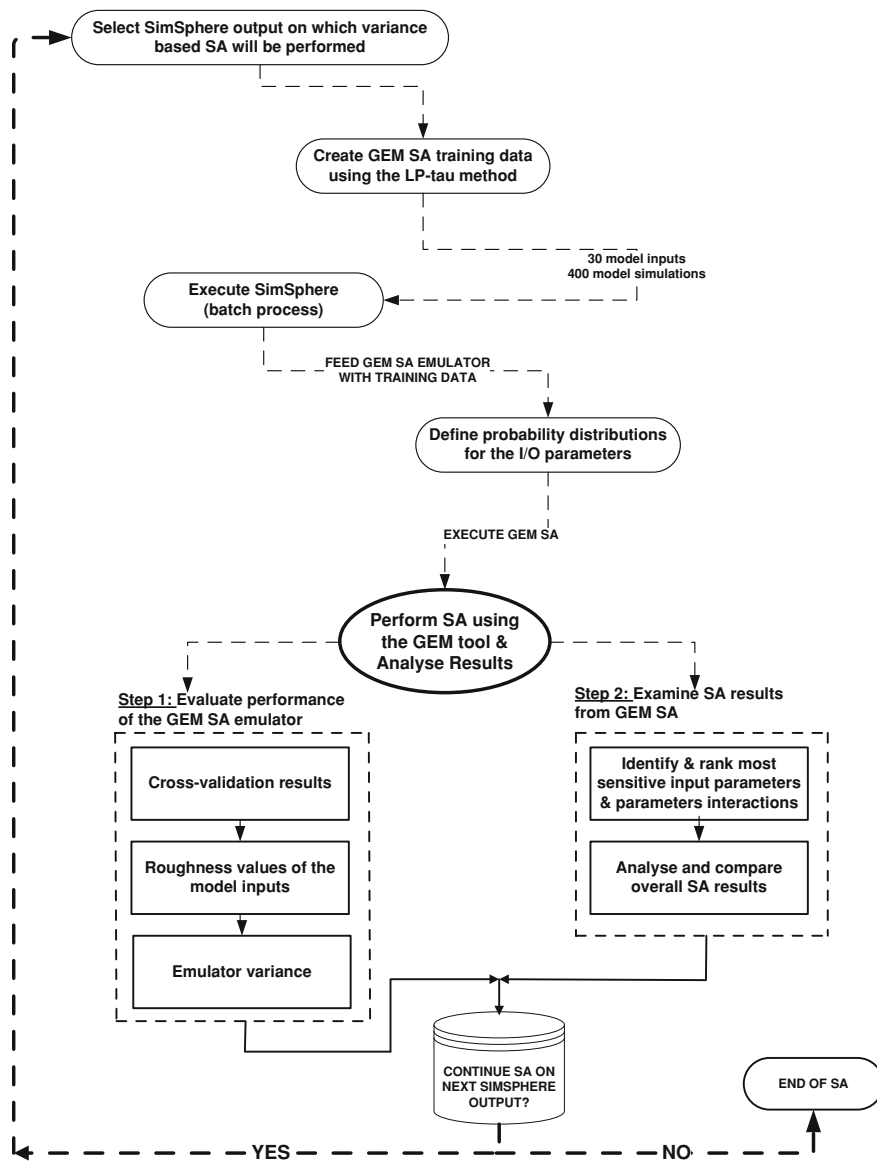 Select SimSphere output on which variance
based SA will be performed
Create GEM SA training data
using the LP-tau method
30 model inputs
400 model simulations
Execute SimSphere
(batch process)
FEED GEM SA EMULATOR
WITH TRAINING DATA
Define probability distributions
for the I/O parameters
EXECUTE GEM SA
Perform SA using
the GEM tool &
Analyse Results
Step 1: Evaluate performance
of the GEM SA emulator
Cross-validation results
Roughness values of the
model inputs
Emulator variance
Step 2: Examine SA results
from GEM SA
Identify & rank most
sensitive input parameters
& parameters interactions
Analyse and compare
overall SA results
CONTINUE SA ON
NEXT SIMSPHERE
OUTPUT?
END OF SA
YES
NO